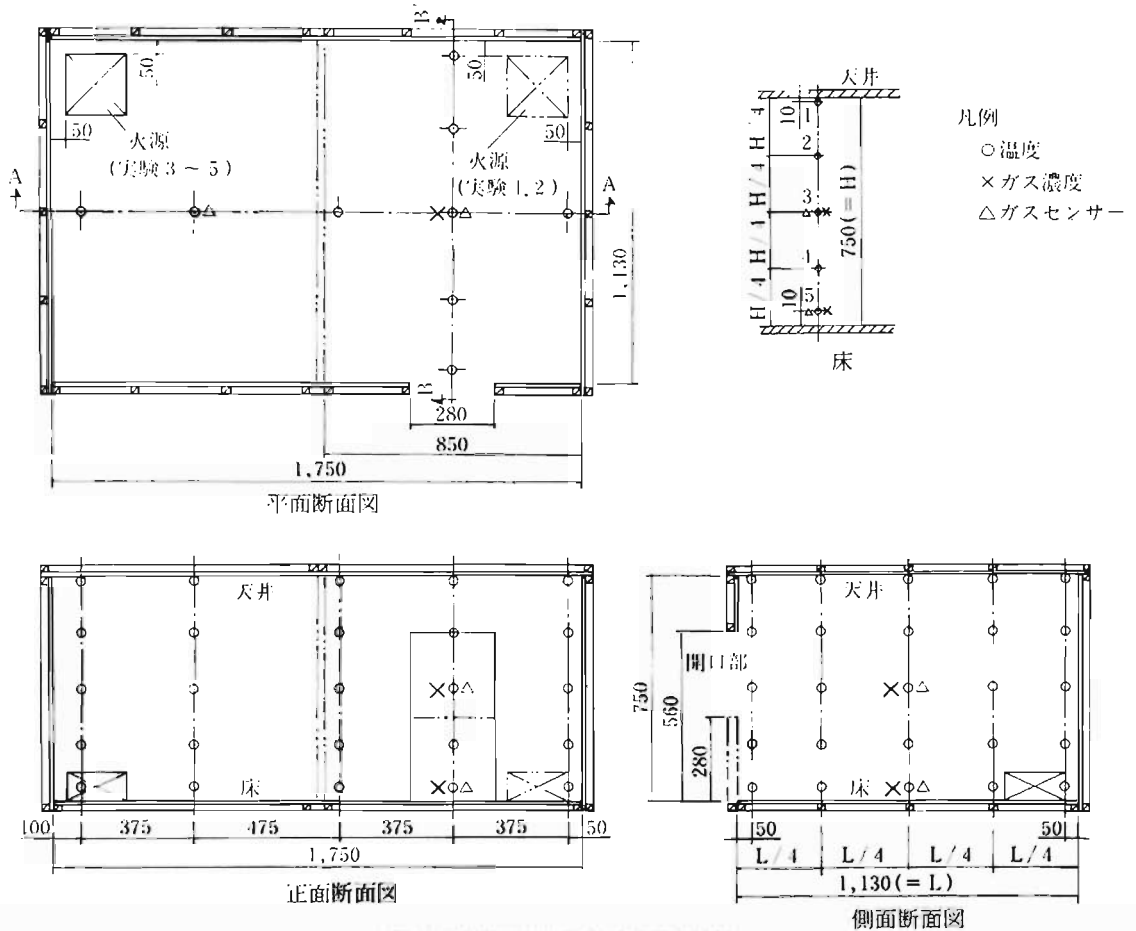 B'
50
50
50
50
火源
(実験3～5)
火源
(実験1,2)
A
A
1,130
B
280
850
1,750
平面断面図
天井
10
1
2
3
4
5
10
H/4
H/4
H/4
H/4
750(=H)
床
凡例
○温度
×ガス濃度
△ガスセンサー
天井
床
100
375
475
375
375
50
1,750
正面断面図
天井
開口部
750
560
280
床
50
50
L/4
L/4
L/4
L/4
1,130(=L)
側面断面図